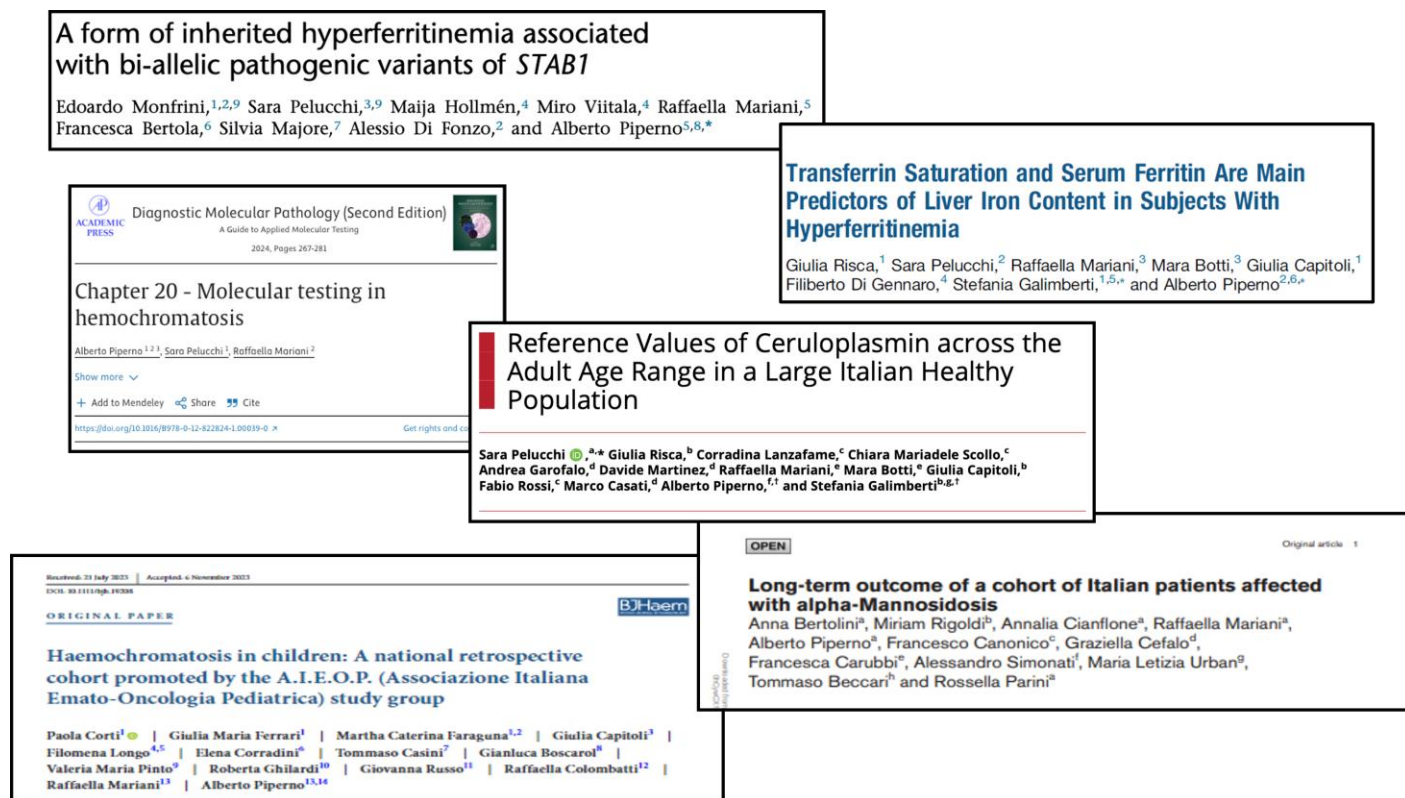 A form of inherited hyperferritinemia associated
with bi-allelic pathogenic variants of STAB1
Edoardo Monfrini,1,2,9 Sara Pelucchi,3,9 Maija Hollmén,4 Miro Viitala,4 Raffaella Mariani,5
Francesca Bertola,6 Silvia Majore,7 Alessio Di Fonzo,2 and Alberto Piperno5,8,*
Transferrin Saturation and Serum Ferritin Are Main
Predictors of Liver Iron Content in Subjects With
Hyperferritinemia
Giulia Risca,1 Sara Pelucchi,2 Raffaella Mariani,3 Mara Botti,3 Giulia Capitoli,1
Filiberto Di Gennaro,4 Stefania Galimberti,1,5,* and Alberto Piperno2,6,*
AP
ACADEMIC
PRESS
Diagnostic Molecular Pathology (Second Edition)
A Guide to Applied Molecular Testing
2024, Pages 267-281
Chapter 20 - Molecular testing in
hemochromatosis
Alberto Piperno 1 2 3, Sara Pelucchi 1, Raffaella Mariani 2
Show more
+ Add to Mendeley Share Cite
https://doi.org/10.1016/B978-0-12-822824-1.00039-0 Get rights and co
Reference Values of Ceruloplasmin across the
Adult Age Range in a Large Italian Healthy
Population
Sara Pelucchi iD,a,* Giulia Risca,b Corradina Lanzafame,c Chiara Mariadele Scollo,c
Andrea Garofalo,d Davide Martinez,d Raffaella Mariani,e Mara Botti,e Giulia Capitoli,b
Fabio Rossi,c Marco Casati,d Alberto Piperno,f,† and Stefania Galimbertib,g,†
OPEN Original article 1
Long-term outcome of a cohort of Italian patients affected
with alpha-Mannosidosis
Anna Bertolinia, Miriam Rigoldib, Annalia Cianflonea, Raffaella Mariania,
Alberto Pipernoa, Francesco Canonicoc, Graziella Cefalod,
Francesca Carubbie, Alessandro Simonatif, Maria Letizia Urbang,
Tommaso Beccarih and Rossella Parinia
Downloaded from
Received: 21 July 2023 | Accepted: 6 November 2023
DOI: 10.1111/bjh.19208
ORIGINAL PAPER
BJHaem
Haemochromatosis in children: A national retrospective
cohort promoted by the A.I.E.O.P. (Associazione Italiana
Emato-Oncologia Pediatrica) study group
Paola Corti1 | Giulia Maria Ferrari1 | Martha Caterina Faraguna1,2 | Giulia Capitoli3 |
Filomena Longo4,5 | Elena Corradini6 | Tommaso Casini7 | Gianluca Boscarol8 |
Valeria Maria Pinto9 | Roberta Ghilardi10 | Giovanna Russo11 | Raffaella Colombatti12 |
Raffaella Mariani13 | Alberto Piperno13,14